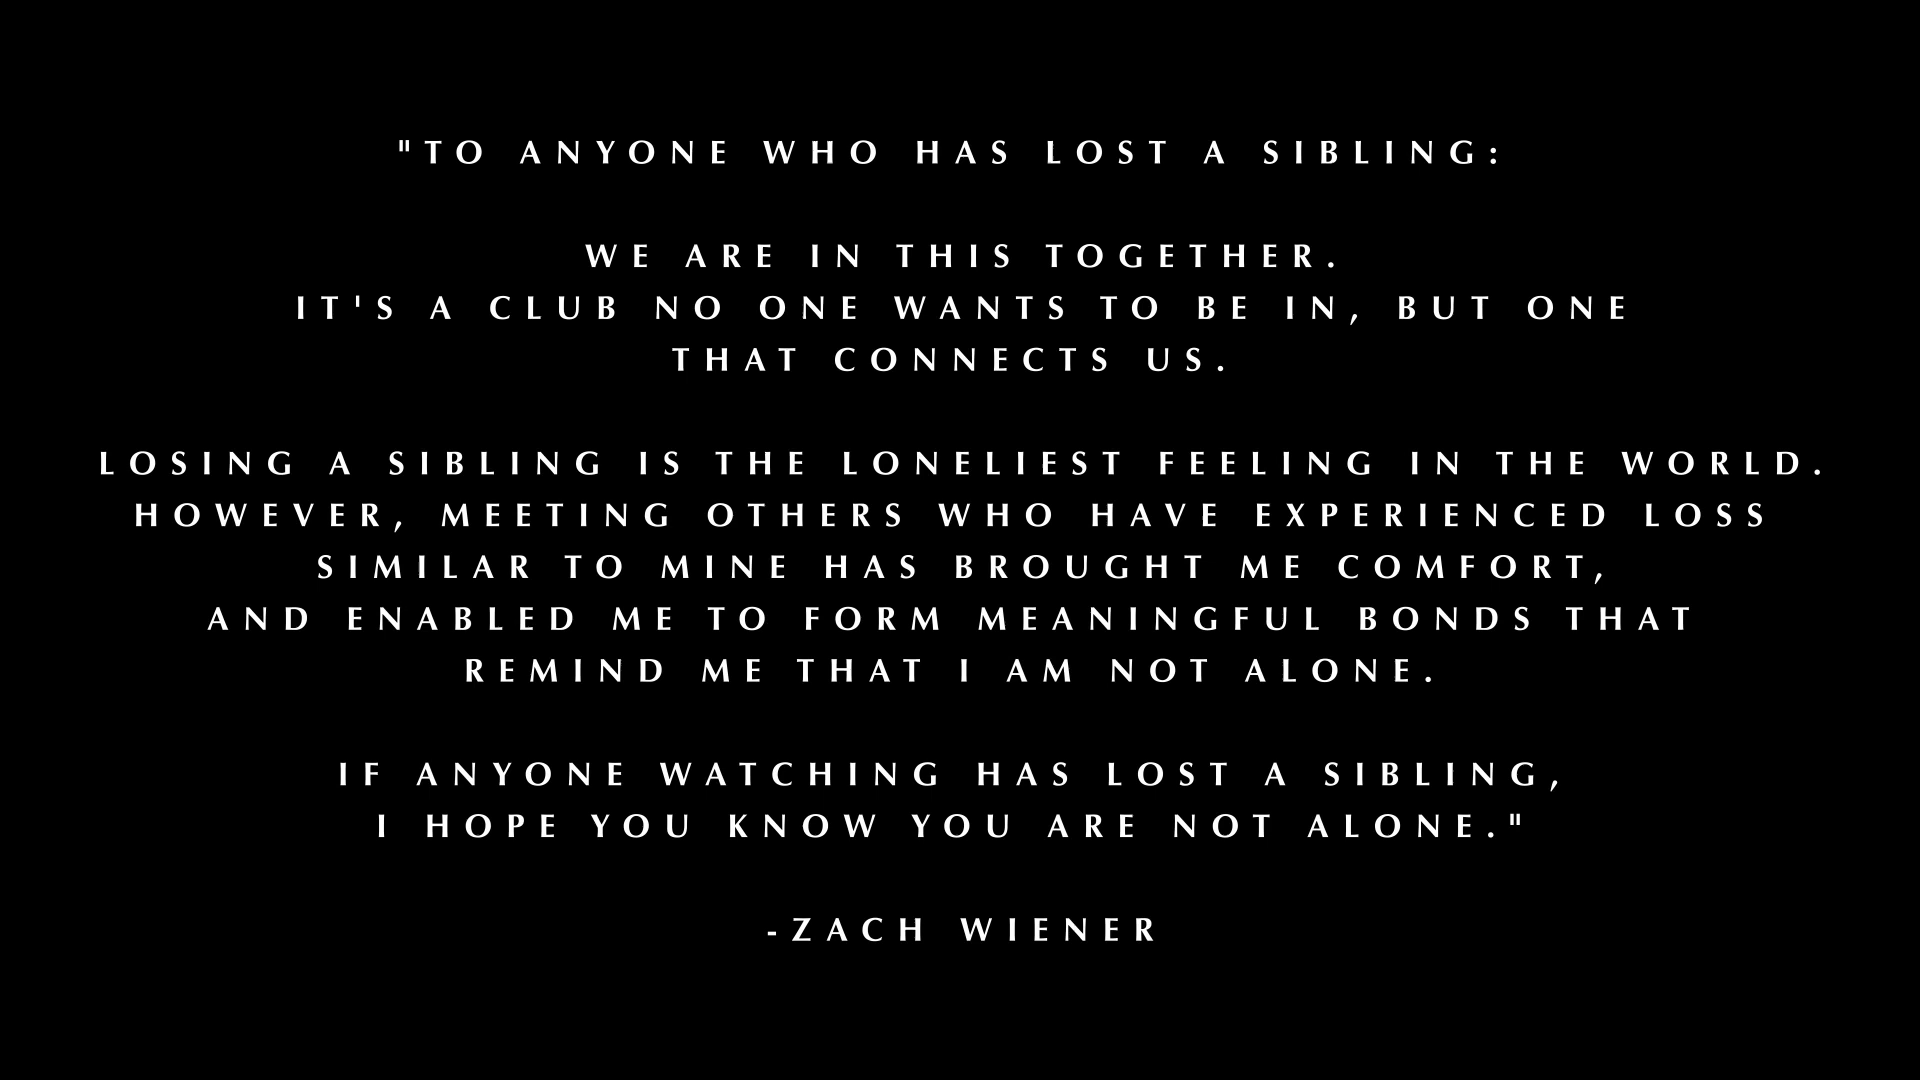 "TO ANYONE WHO HAS LOST A SIBLING:
WE ARE IN THIS TOGETHER.
IT'S A CLUB NO ONE WANTS TO BE IN, BUT ONE
THAT CONNECTS US.
LOSING A SIBLING IS THE LONELIEST FEELING IN THE WORLD.
HOWEVER, MEETING OTHERS WHO HAVE EXPERIENCED LOSS
SIMILAR TO MINE HAS BROUGHT ME COMFORT,
AND ENABLED ME TO FORM MEANINGFUL BONDS THAT
REMIND ME THAT I AM NOT ALONE.
IF ANYONE WATCHING HAS LOST A SIBLING,
I HOPE YOU KNOW YOU ARE NOT ALONE."
-ZACH WIENER